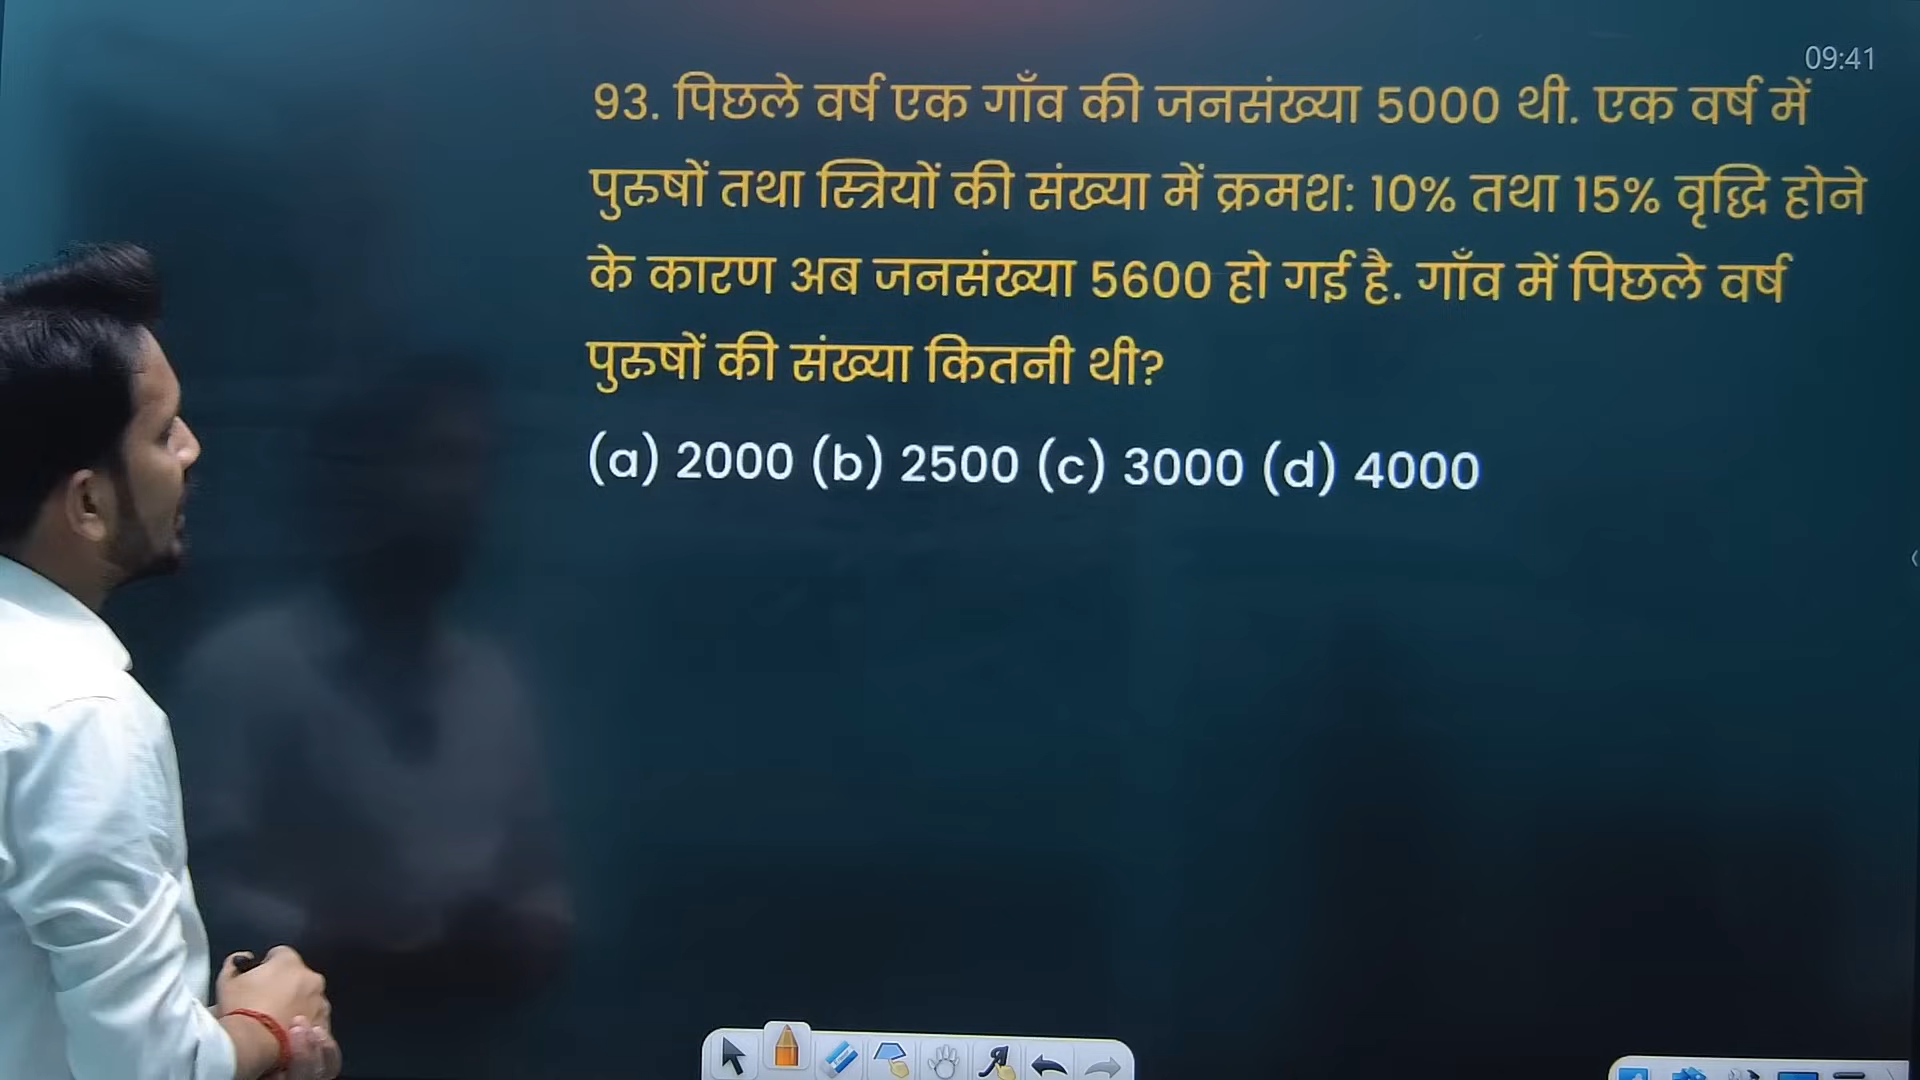 09:41
93. पिछले वर्ष एक गाँव की जनसंख्या 5000 थी. एक वर्ष में
पुरुषों तथा स्त्रियों की संख्या में क्रमश: 10% तथा 15% वृद्धि होने
के कारण अब जनसंख्या 5600 हो गई है. गाँव में पिछले वर्ष
पुरुषों की संख्या कितनी थी?
(a) 2000 (b) 2500 (c) 3000 (d) 4000